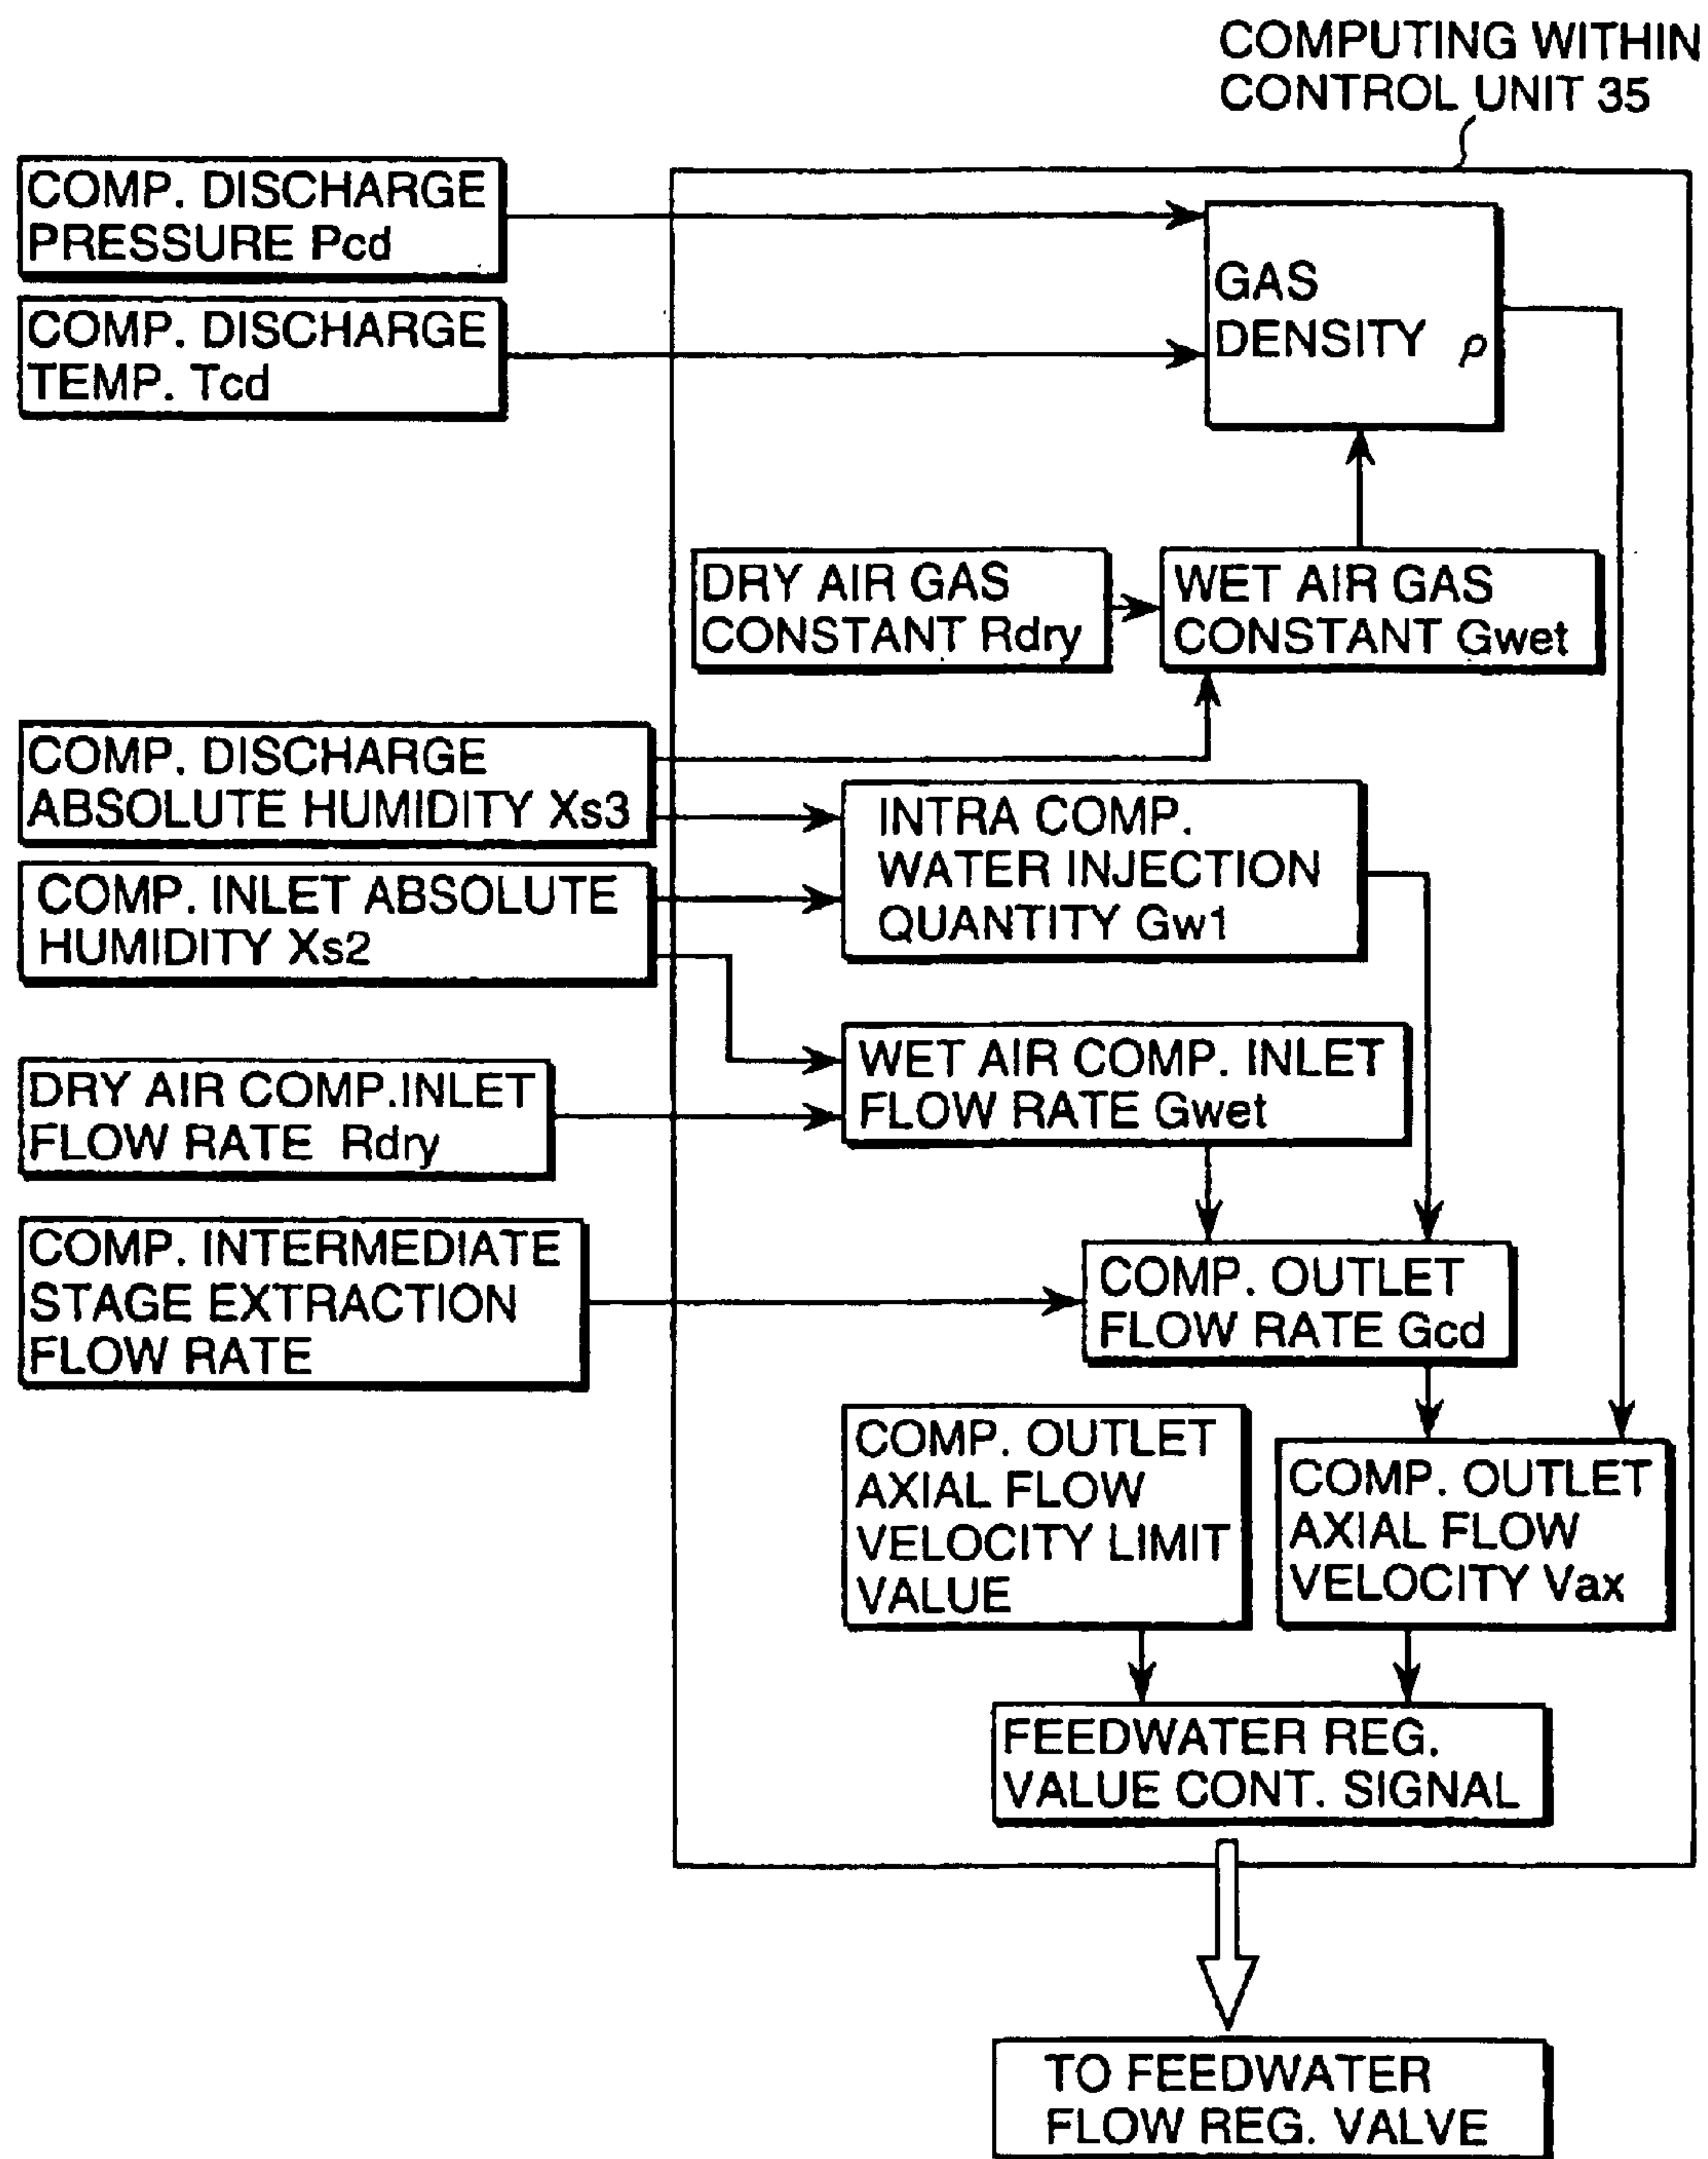 COMPUTING WITHIN
CONTROL UNIT 35
COMP. DISCHARGE
PRESSURE Pcd
COMP. DISCHARGE
TEMP. Tcd
GAS
DENSITY ρ
DRY AIR GAS
CONSTANT Rdry
WET AIR GAS
CONSTANT Gwet
COMP. DISCHARGE
ABSOLUTE HUMIDITY Xs3
COMP. INLET ABSOLUTE
HUMIDITY Xs2
INTRA COMP.
WATER INJECTION
QUANTITY Gw1
DRY AIR COMP.INLET
FLOW RATE Rdry
WET AIR COMP. INLET
FLOW RATE Gwet
COMP. INTERMEDIATE
STAGE EXTRACTION
FLOW RATE
COMP. OUTLET
FLOW RATE Gcd
COMP. OUTLET
AXIAL FLOW
VELOCITY LIMIT
VALUE
COMP. OUTLET
AXIAL FLOW
VELOCITY Vax
FEEDWATER REG.
VALUE CONT. SIGNAL
TO FEEDWATER
FLOW REG. VALVE